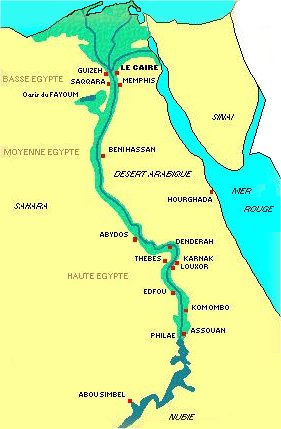 GUIZEH
LE CAIRE
BASSE EGYPTE
SAQQARA
MEMPHIS
Oasis du FAYOUM
SINAI
BENI HASSAN
MOYENNE EGYPTE
DESERT ARABIQUE
MER
ROUGE
HOURGHADA
SAHARA
ABYDOS
DENDERAH
THEBES
KARNAK
LOUXOR
HAUTE EGYPTE
EDFOU
KOM OMBO
ASSOUAN
PHILAE
ABOU SIMBEL
NUBIE